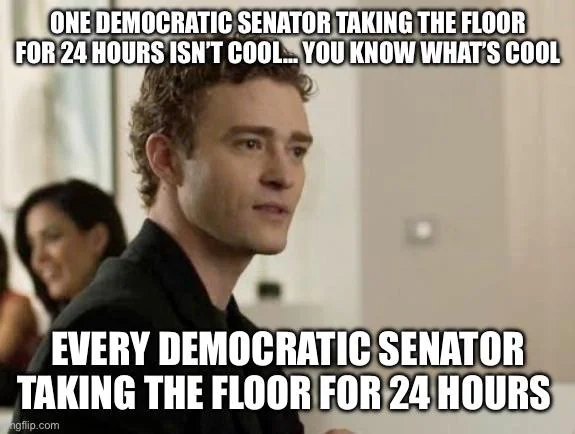 ONE DEMOCRATIC SENATOR TAKING THE FLOOR
FOR 24 HOURS ISN'T COOL... YOU KNOW WHAT'S COOL
EVERY DEMOCRATIC SENATOR
TAKING THE FLOOR FOR 24 HOURS
imgflip.com